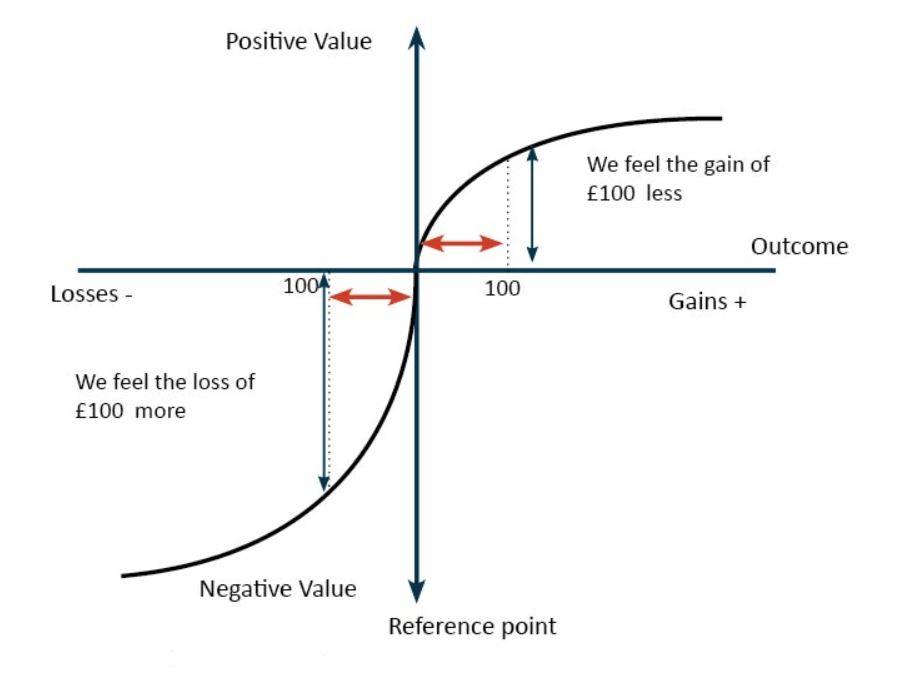 Positive Value
We feel the gain of
£100 less
Outcome
Losses -
100
100
Gains +
We feel the loss of
£100 more
Negative Value
Reference point